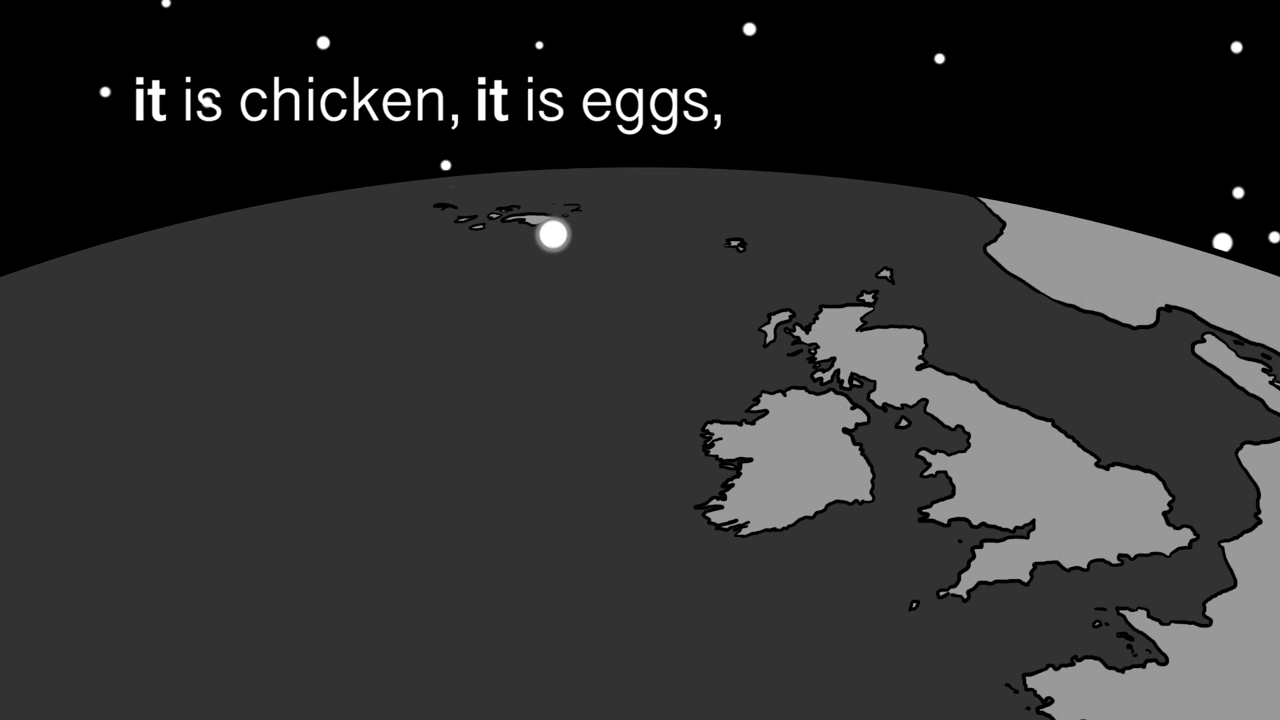 it is chicken, it is eggs,